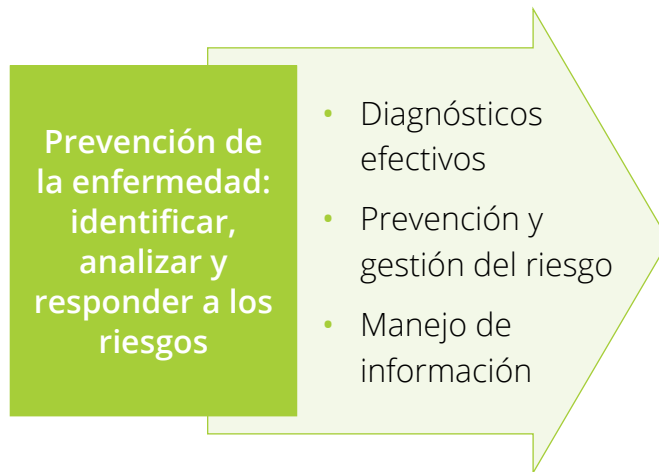 Prevención de
la enfermedad:
identificar,
analizar y
responder a los
riesgos
• Diagnósticos
efectivos
• Prevención y
gestión del riesgo
• Manejo de
información